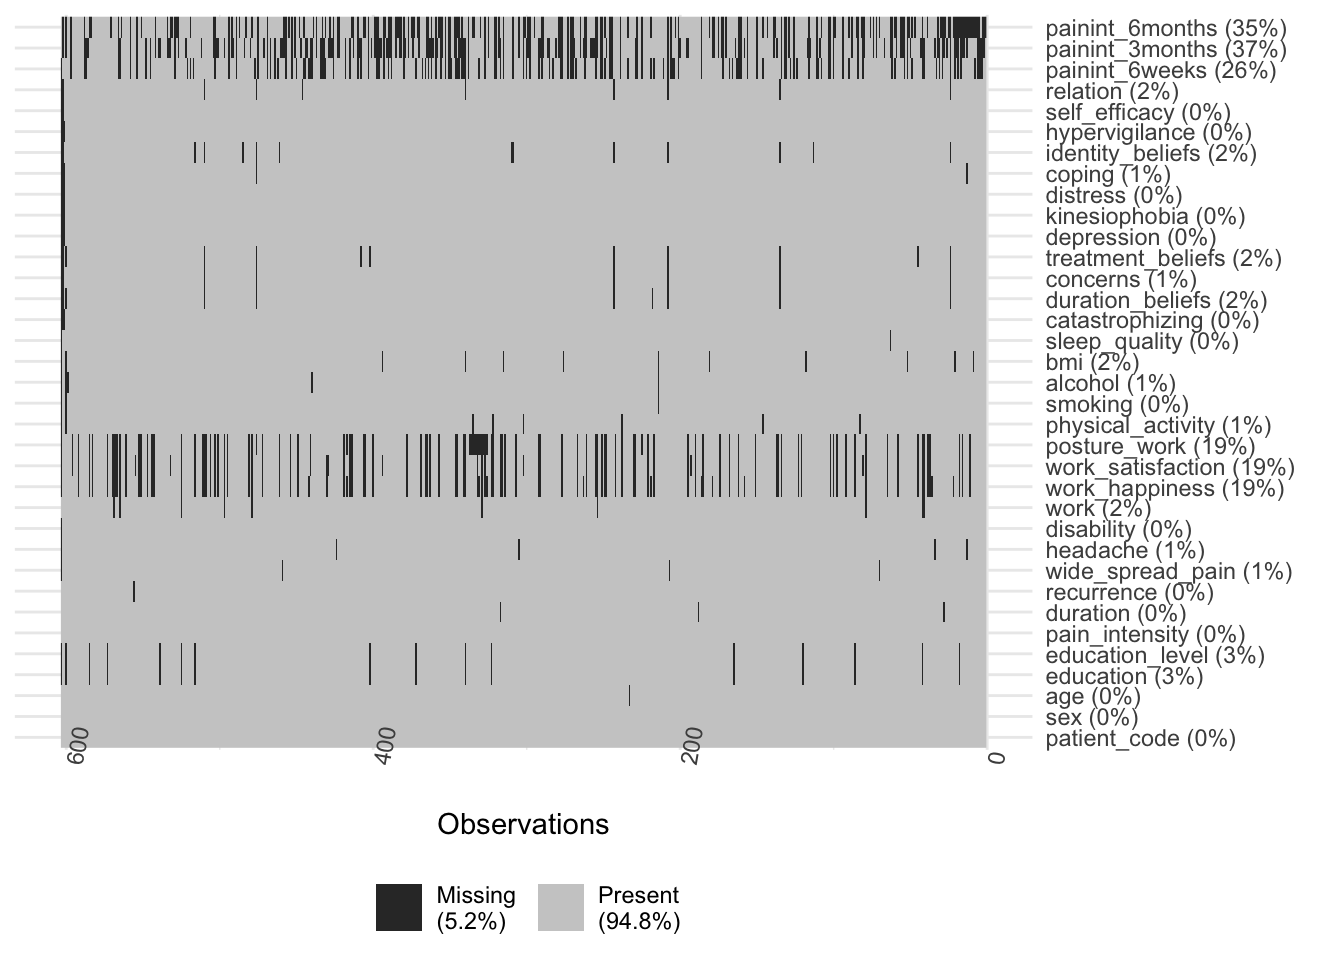 painint_6months (35%)
painint_3months (37%)
painint_6weeks (26%)
relation (2%)
self_efficacy (0%)
hypervigilance (0%)
identity_beliefs (2%)
coping (1%)
distress (0%)
kinesiophobia (0%)
depression (0%)
treatment_beliefs (2%)
concerns (1%)
duration_beliefs (2%)
catastrophizing (0%)
sleep_quality (0%)
bmi (2%)
alcohol (1%)
smoking (0%)
physical_activity (1%)
posture_work (19%)
work_satisfaction (19%)
work_happiness (19%)
work (2%)
disability (0%)
headache (1%)
wide_spread_pain (1%)
recurrence (0%)
duration (0%)
pain_intensity (0%)
education_level (3%)
education (3%)
age (0%)
sex (0%)
patient_code (0%)
600 400 200 0
Observations
Missing Present
(5.2%) (94.8%)